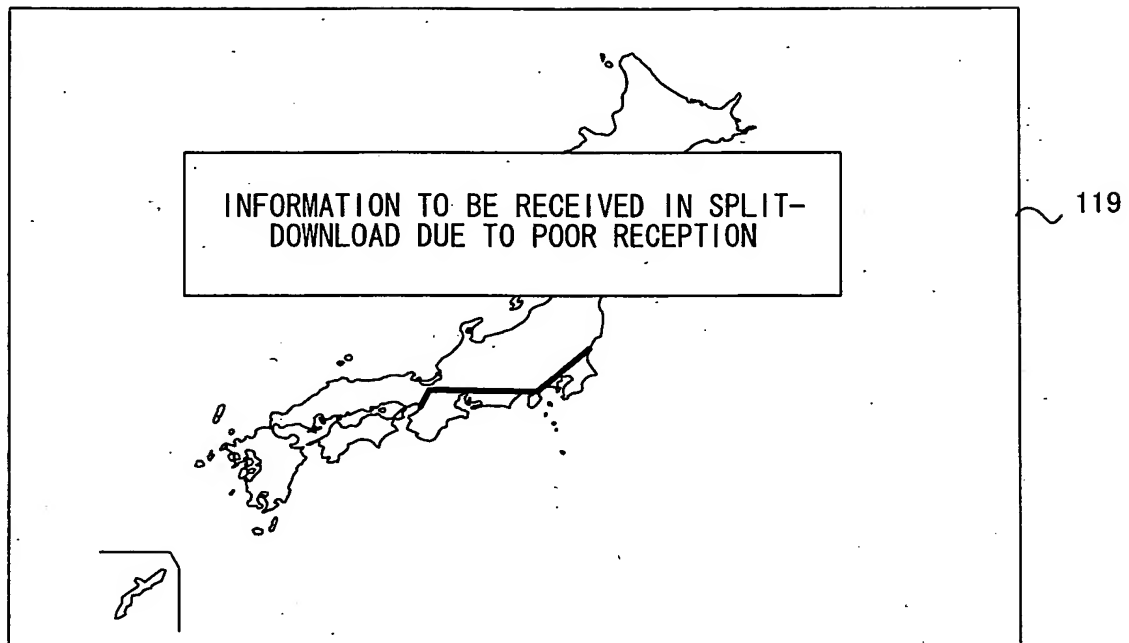 INFORMATION TO BE RECEIVED IN SPLIT-
DOWNLOAD DUE TO POOR RECEPTION
119